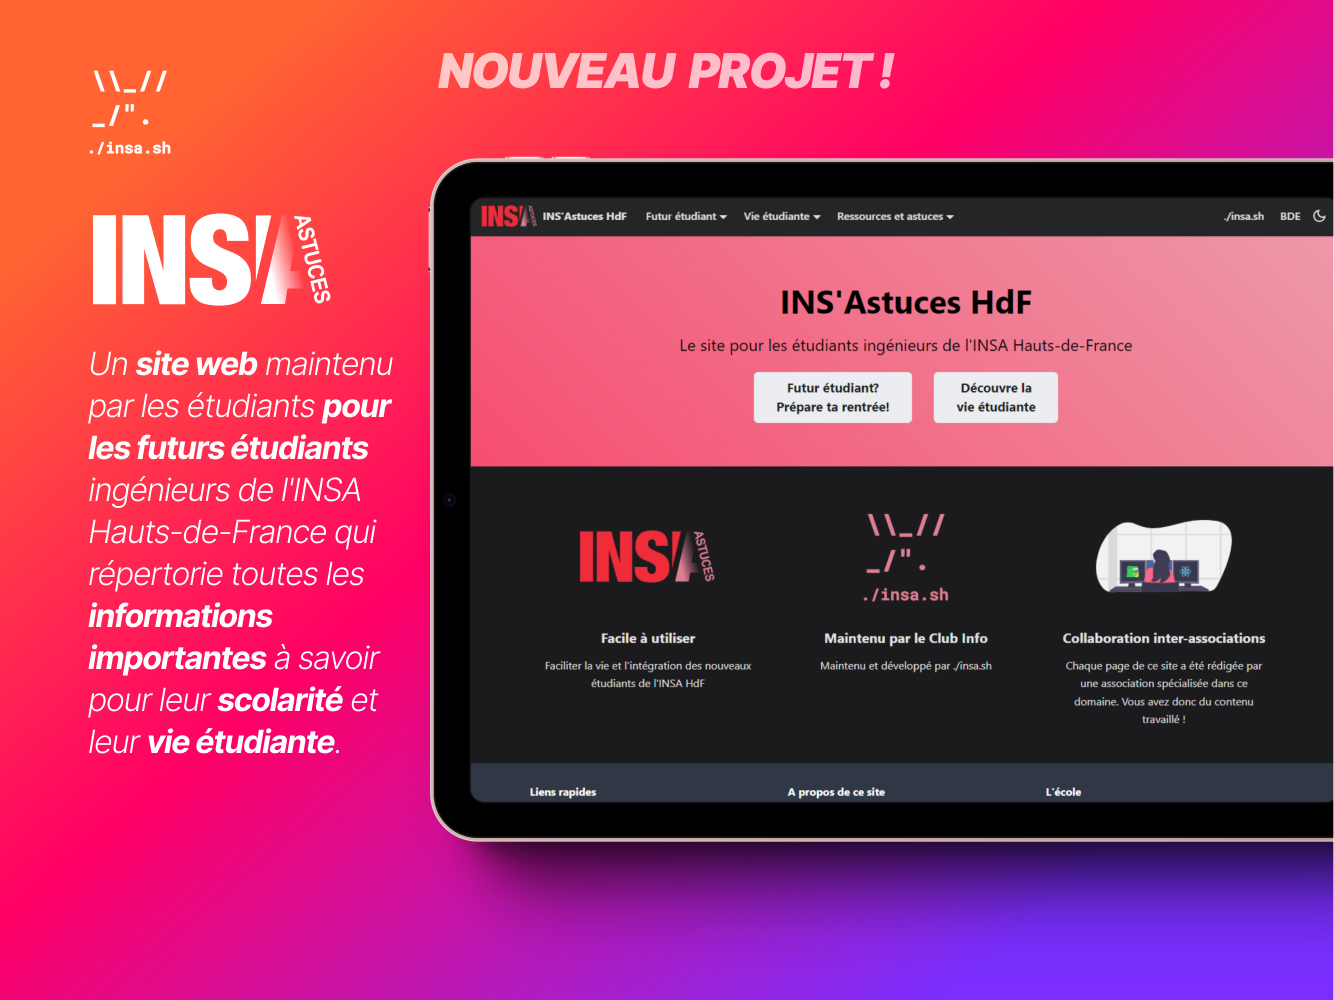 \\_//
_/".
./insa.sh
NOUVEAU PROJET !
INSA
ASTUCES
Un site web maintenu
par les étudiants pour
les futurs étudiants
ingénieurs de l'INSA
Hauts-de-France qui
répertorie toutes les
informations
importantes à savoir
pour leur scolarité et
leur vie étudiante.
INSA ASTUCES INS'Astuces HdF Futur étudiant Vie étudiante Ressources et astuces ./insa.sh BDE
INS'Astuces HdF
Le site pour les étudiants ingénieurs de l'INSA Hauts-de-France
Futur étudiant?
Prépare ta rentrée!
Découvre la
vie étudiante
INSA
ASTUCES
Facile à utiliser
Faciliter la vie et l'intégration des nouveaux
étudiants de l'INSA HdF
\\_//
_/".
./insa.sh
Maintenu par le Club Info
Maintenu et développé par ./insa.sh
Collaboration inter-associations
Chaque page de ce site a été rédigée par
une association spécialisée dans ce
domaine. Vous avez donc du contenu
travaillé !
Liens rapides
A propos de ce site
L'école